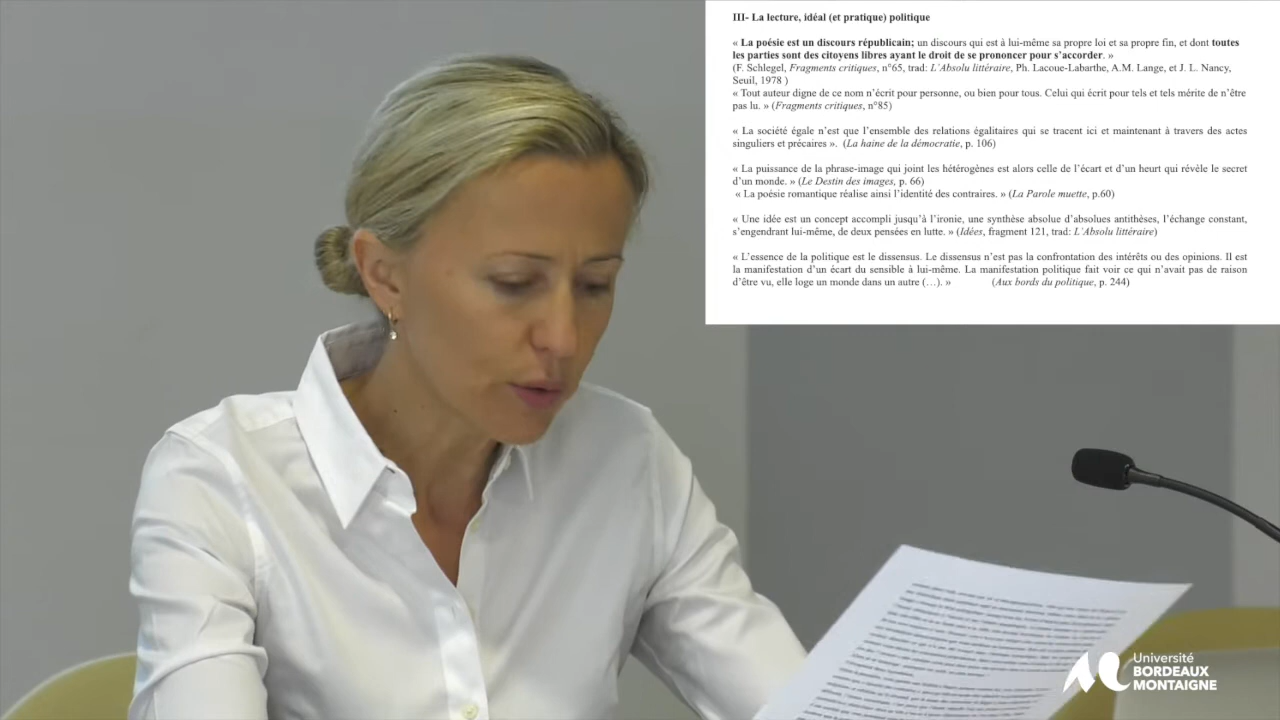 III- La lecture, idéal (et pratique) politique
« La poésie est un discours républicain; un discours qui est à lui-même sa propre loi et sa propre fin, et dont toutes
les parties sont des citoyens libres ayant le droit de se prononcer pour s'accorder. »
(F. Schlegel, Fragments critiques, n°65, trad: L'Absolu littéraire, Ph. Lacoue-Labarthe, A.M. Lange, et J. L. Nancy,
Seuil, 1978 )
« Tout auteur digne de ce nom n'écrit pour personne, ou bien pour tous. Celui qui écrit pour tels et tels mérite de n'être
pas lu. » (Fragments critiques, n°85)
« La société égale n'est que l'ensemble des relations égalitaires qui se tracent ici et maintenant à travers des actes
singuliers et précaires ». (La haine de la démocratie, p. 106)
« La puissance de la phrase-image qui joint les hétérogènes est alors celle de l'écart et d'un heurt qui révèle le secret
d'un monde. » (Le Destin des images, p. 66)
« La poésie romantique réalise ainsi l'identité des contraires. » (La Parole muette, p.60)
« Une idée est un concept accompli jusqu'à l'ironie, une synthèse absolue d'absolues antithèses, l'échange constant,
s'engendrant lui-même, de deux pensées en lutte. » (Idées, fragment 121, trad: L'Absolu littéraire)
« L'essence de la politique est le dissensus. Le dissensus n'est pas la confrontation des intérêts ou des opinions. Il est
la manifestation d'un écart du sensible à lui-même. La manifestation politique fait voir ce qui n'avait pas de raison
d'être vu, elle loge un monde dans un autre (…). » (Aux bords du politique, p. 244)
Université
BORDEAUX
MONTAIGNE